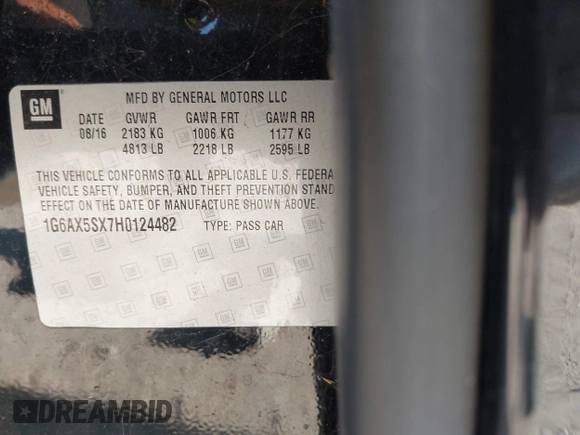 GM
MFD BY GENERAL MOTORS LLC
DATE GVWR GAWR FRT GAWR RR
08/16 2183 KG 1006 KG 1177 KG
4813 LB 2218 LB 2595 LB
THIS VEHICLE CONFORMS TO ALL APPLICABLE U.S. FEDERA
VEHICLE SAFETY, BUMPER, AND THEFT PREVENTION STAND
EFFECT ON THE DATE OF MANUFACTURE SHOWN ABOVE.
1G6AX5SX7H0124482 TYPE: PASS CAR
DREAMBID